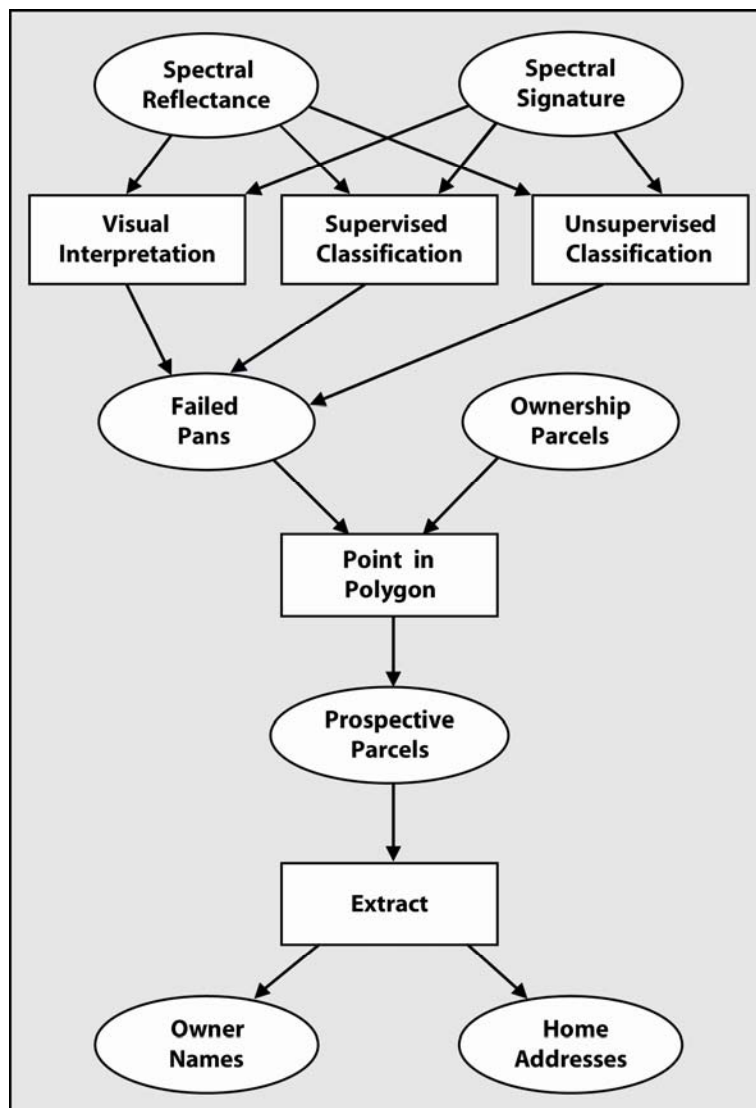 Spectral
Reflectance
Spectral
Signature
Visual
Interpretation
Supervised
Classification
Unsupervised
Classification
Failed
Pans
Ownership
Parcels
Point in
Polygon
Prospective
Parcels
Extract
Owner
Names
Home
Addresses